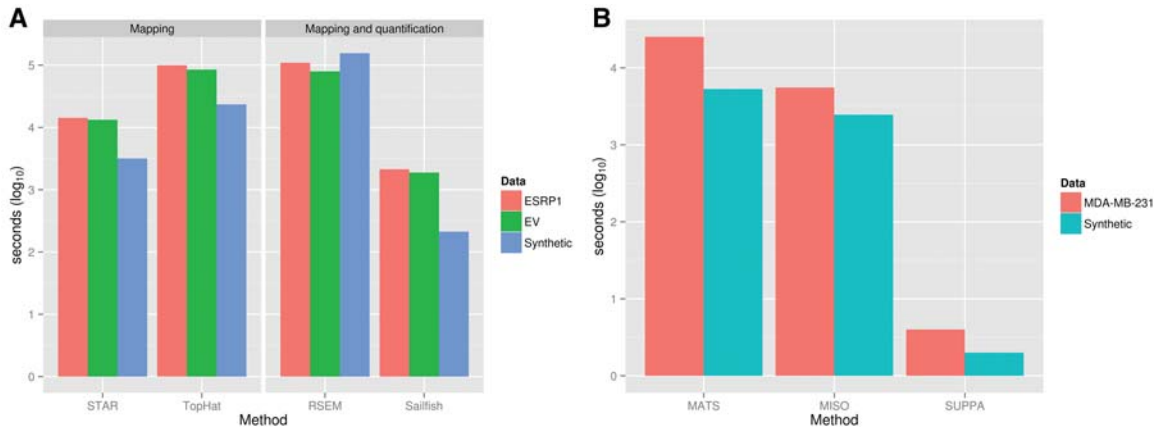 A
Mapping
Mapping and quantification
seconds (log10)
5
4
3
2
1
0
STAR
TopHat
RSEM
Sailfish
Method
Data
ESRP1
EV
Synthetic
B
seconds (log10)
4
3
2
1
0
MATS
MISO
SUPPA
Method
Data
MDA-MB-231
Synthetic